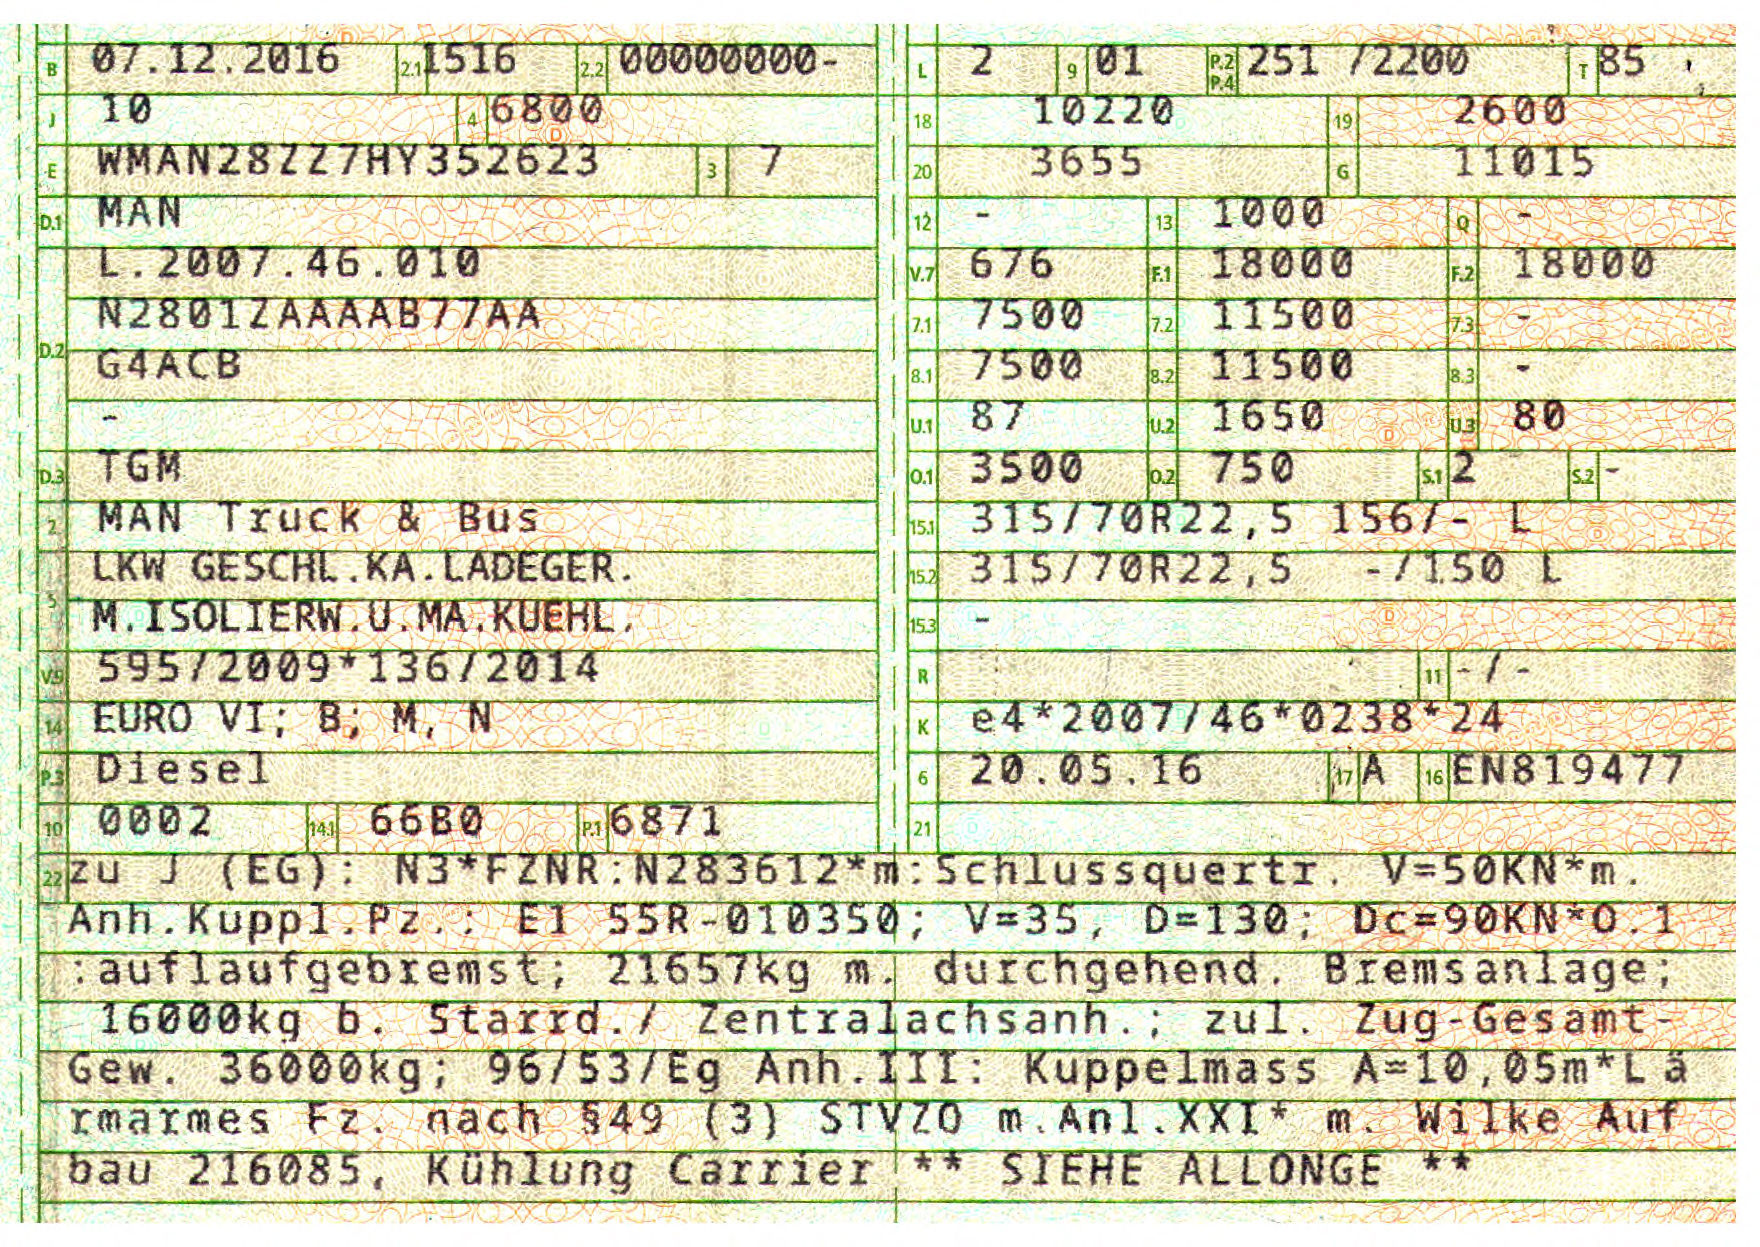 B 07.12.2016 2.1 1516 2.2 00000000-
J 10 4 6800
E WMAN28ZZ7HY352623 3 7
D.1 MAN
L.2007.46.010
N2801ZAAAAB77AA
D.2 G4ACB
-
D.3 TGM
2 MAN Truck & Bus
LKW GESCHL.KA.LADEGER.
5 M.ISOLIERW.U.MA.KUEHL.
V.9 595/2009*136/2014
14 EURO VI; B; M, N
P.3 Diesel
10 0002 14.1 66B0 P.1 6871
L 2 9 01 P.2 P.4 251 /2200 T 85
18 10220 19 2600
20 3655 G 11015
12 - 13 1000 Q -
V.7 676 F.1 18000 F.2 18000
7.1 7500 7.2 11500 7.3 -
8.1 7500 8.2 11500 8.3 -
U.1 87 U.2 1650 U.3 80
O.1 3500 O.2 750 S.1 2 S.2 -
15.1 315/70R22,5 156/- L
15.2 315/70R22,5 -/150 L
15.3 -
R 11 -/-
K e4*2007/46*0238*24
6 20.05.16 17 A 16 EN819477
21
22 zu J (EG): N3*FZNR:N283612*m:Schlussquertr. V=50KN*m.
Anh.Kuppl.Pz.: E1 55R-010350; V=35, D=130; Dc=90KN*O.1
:auflaufgebremst; 21657kg m. durchgehend. Bremsanlage;
16000kg b. Starrd./ Zentralachsanh.; zul. Zug-Gesamt-
Gew. 36000kg; 96/53/Eg Anh.III: Kuppelmass A=10,05m*Lä
rmarmes Fz. nach §49 (3) STVZO m.Anl.XXI* m. Wilke Auf
bau 216085, Kühlung Carrier ** SIEHE ALLONGE **